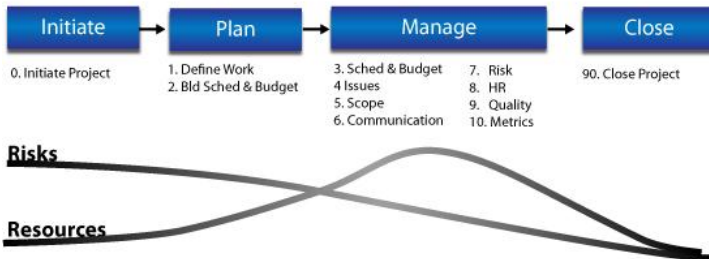 Initiate
Plan
Manage
Close
0. Initiate Project
1. Define Work
2. Bld Sched & Budget
3. Sched & Budget
4 Issues
5. Scope
6. Communication
7. Risk
8. HR
9. Quality
10. Metrics
90. Close Project
Risks
Resources